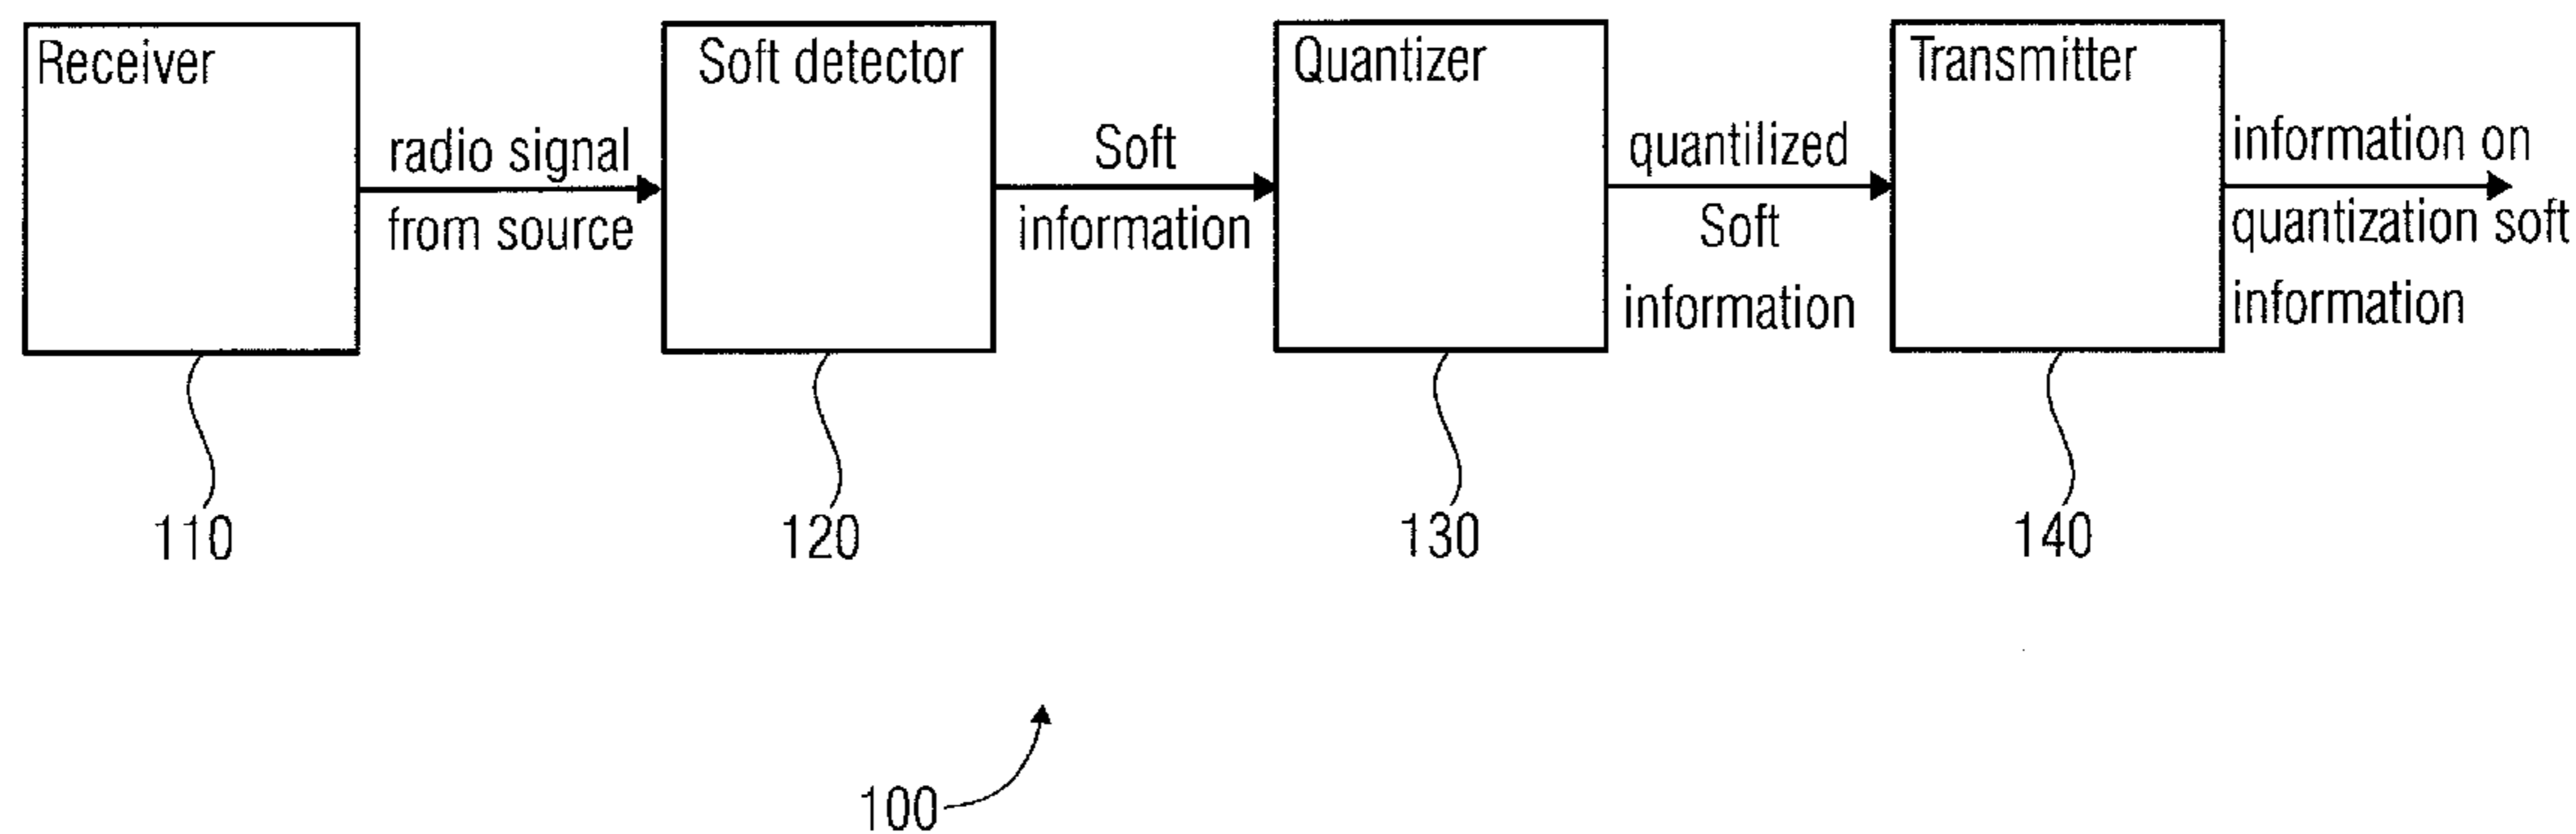 Receiver
Soft detector
Quantizer
Transmitter
radio signal
from source
Soft
information
quantilized
Soft
information
information on
quantization soft
information
110
120
130
140
100